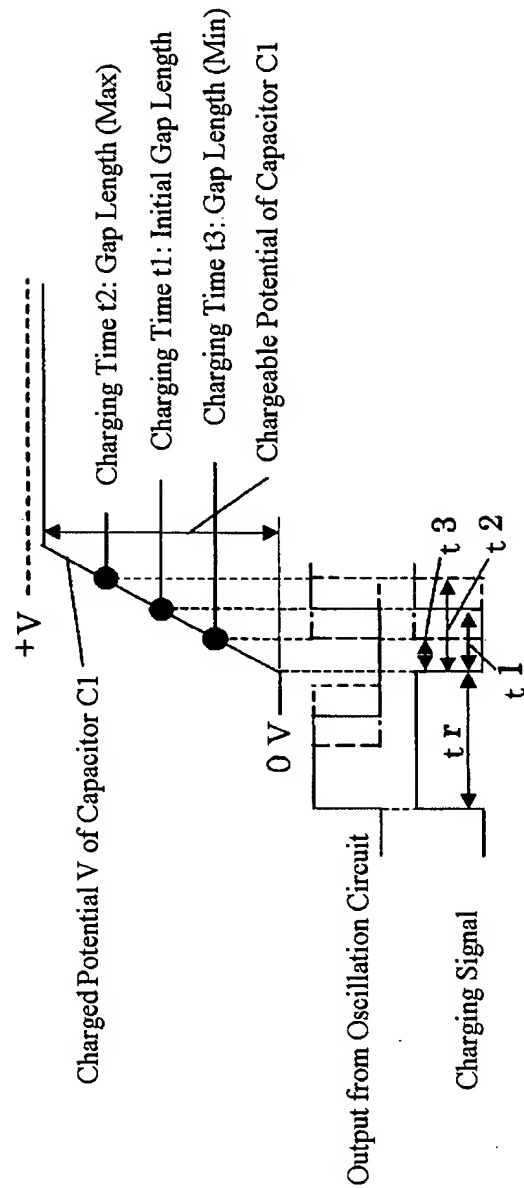 +V
Charged Potential V of Capacitor C1
Charging Time t2: Gap Length (Max)
Charging Time t1: Initial Gap Length
Charging Time t3: Gap Length (Min)
Chargeable Potential of Capacitor C1
0 V
Output from Oscillation Circuit
Charging Signal
t r
t 3
t 2
t 1